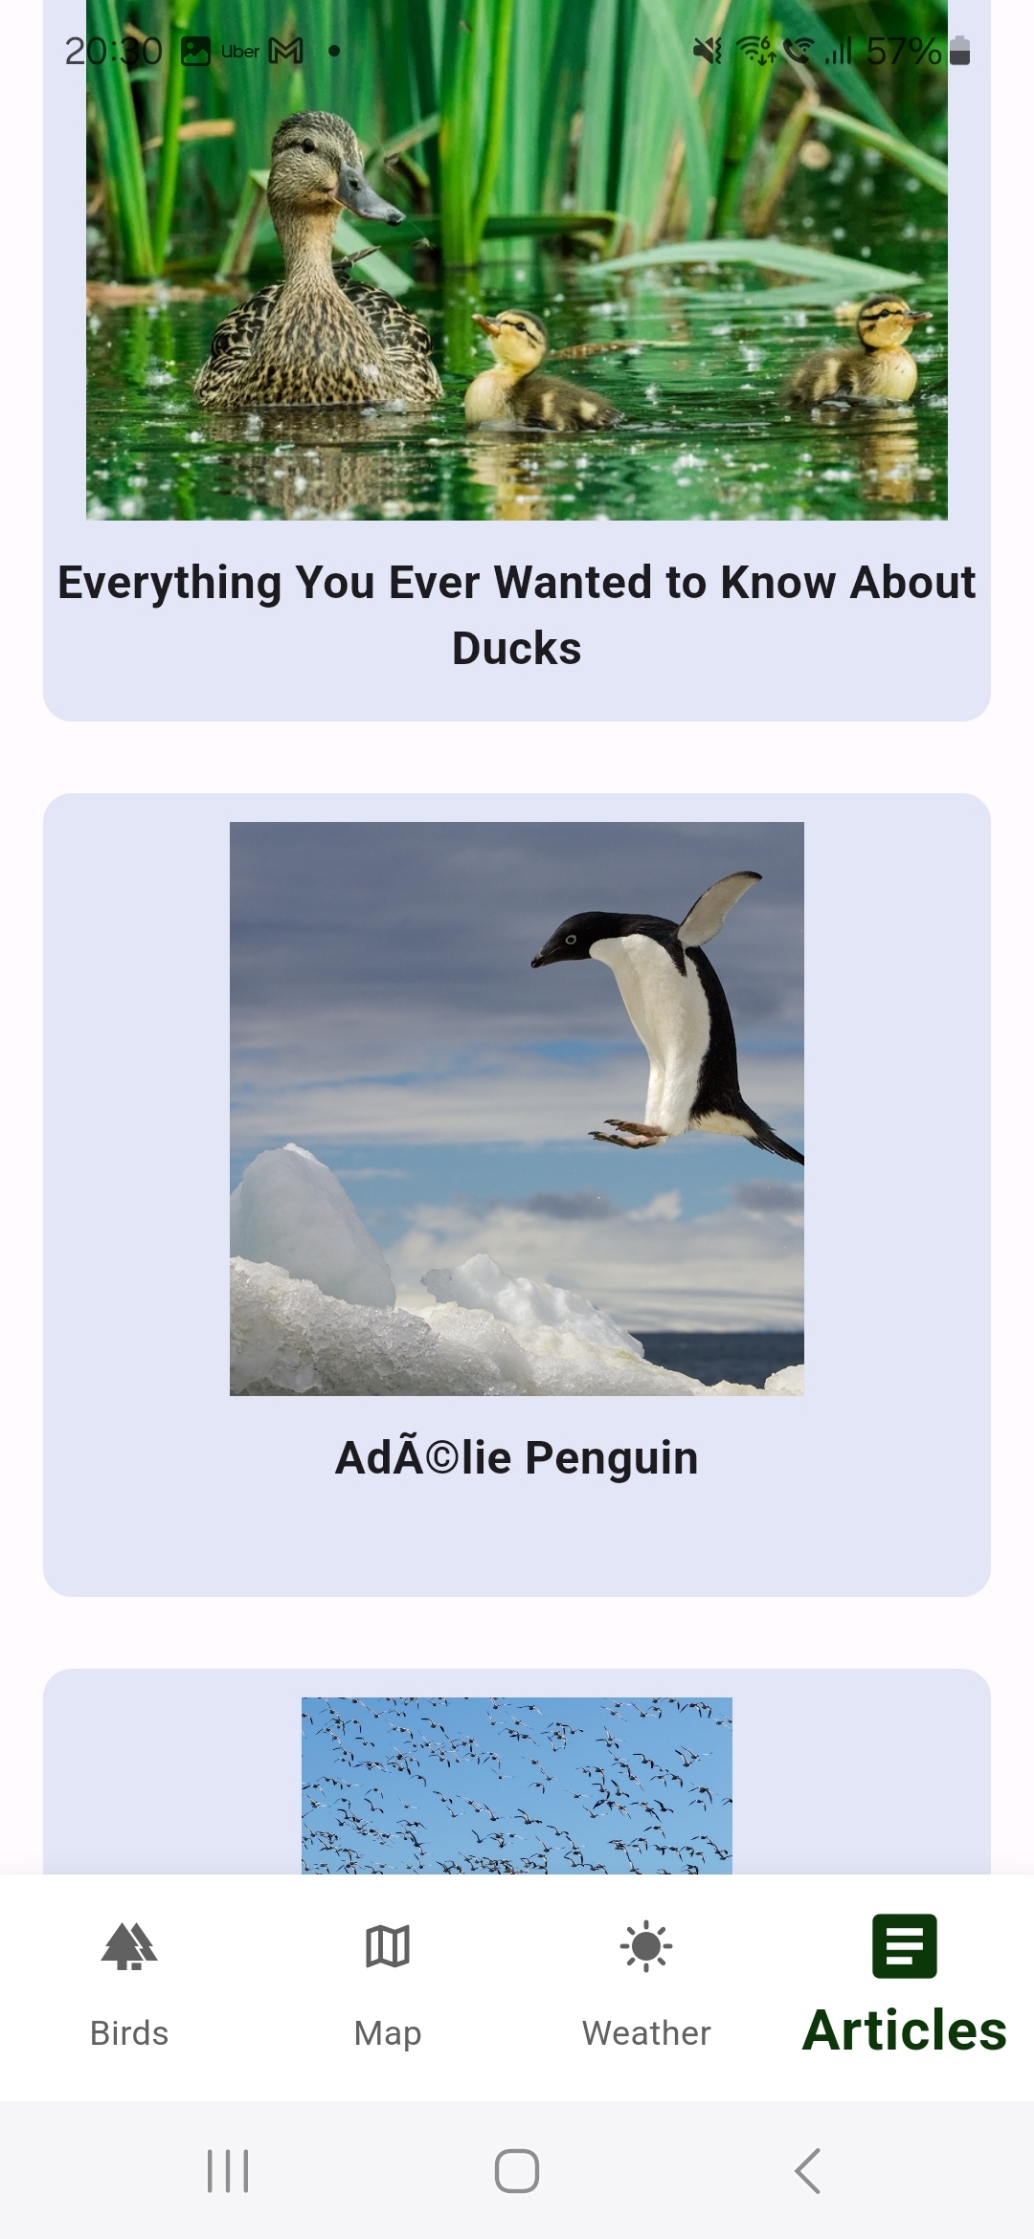 20:30 Uber 57%
Everything You Ever Wanted to Know About
Ducks
AdÃ©lie Penguin
Birds Map Weather Articles